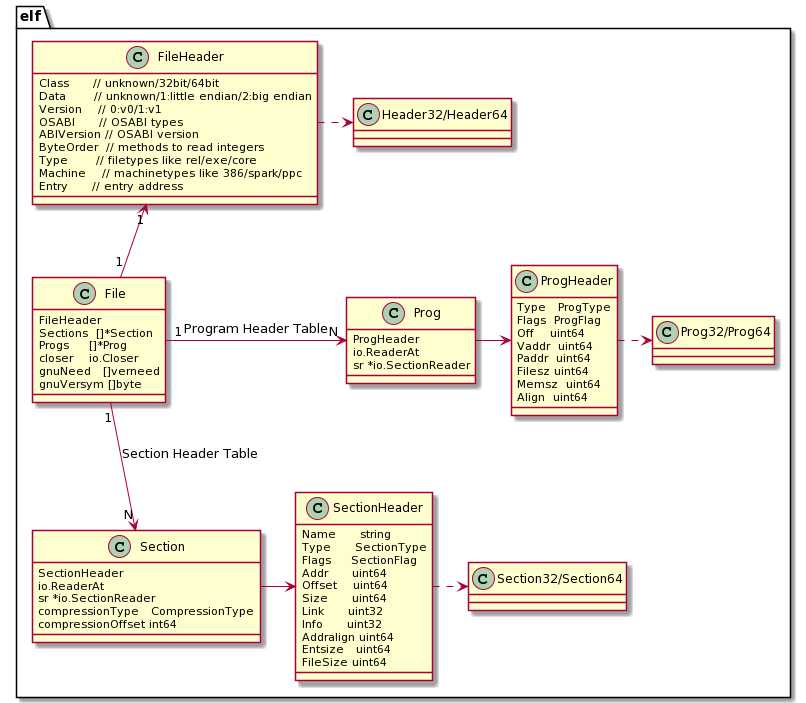 elf
C FileHeader
Class // unknown/32bit/64bit
Data // unknown/1:little endian/2:big endian
Version // 0:v0/1:v1
OSABI // OSABI types
ABIVersion // OSABI version
ByteOrder // methods to read integers
Type // filetypes like rel/exe/core
Machine // machinetypes like 386/spark/ppc
Entry // entry address
C Header32/Header64
1
1
C File
FileHeader
Sections []*Section
Progs []*Prog
closer io.Closer
gnuNeed []verneed
gnuVersym []byte
1 Program Header Table N
C Prog
ProgHeader
io.ReaderAt
sr *io.SectionReader
C ProgHeader
Type ProgType
Flags ProgFlag
Off uint64
Vaddr uint64
Paddr uint64
Filesz uint64
Memsz uint64
Align uint64
C Prog32/Prog64
1
Section Header Table
N
C Section
SectionHeader
io.ReaderAt
sr *io.SectionReader
compressionType CompressionType
compressionOffset int64
C SectionHeader
Name string
Type SectionType
Flags SectionFlag
Addr uint64
Offset uint64
Size uint64
Link uint32
Info uint32
Addralign uint64
Entsize uint64
FileSize uint64
C Section32/Section64